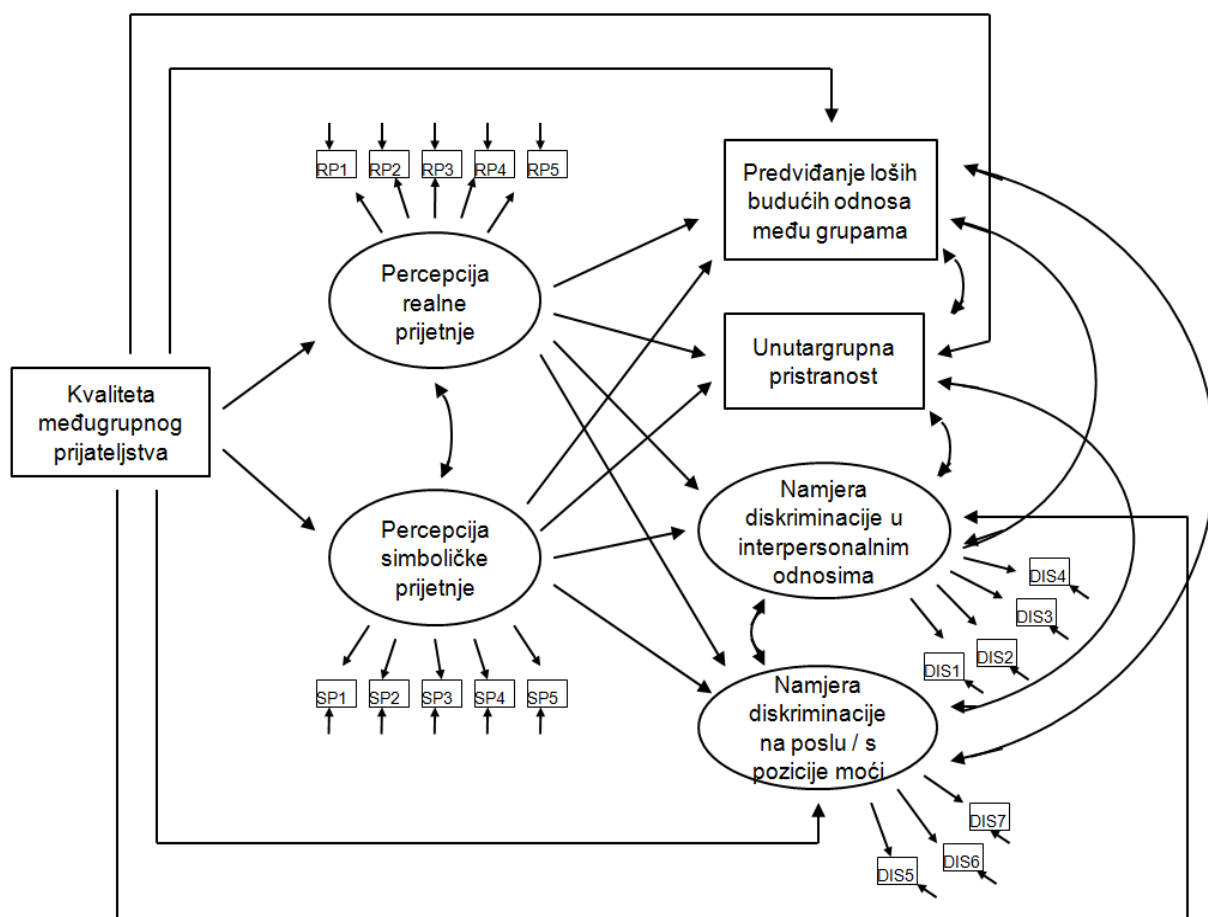 RP1
RP2
RP3
RP4
RP5
Predviđanje loših
budućih odnosa
među grupama
Percepcija
realne
prijetnje
Unutargrupna
pristranost
Kvaliteta
međugrupnog
prijateljstva
Percepcija
simboličke
prijetnje
Namjera
diskriminacije u
interpersonalnim
odnosima
DIS4
DIS3
DIS2
DIS1
SP1
SP2
SP3
SP4
SP5
Namjera
diskriminacije
na poslu / s
pozicije moći
DIS7
DIS6
DIS5